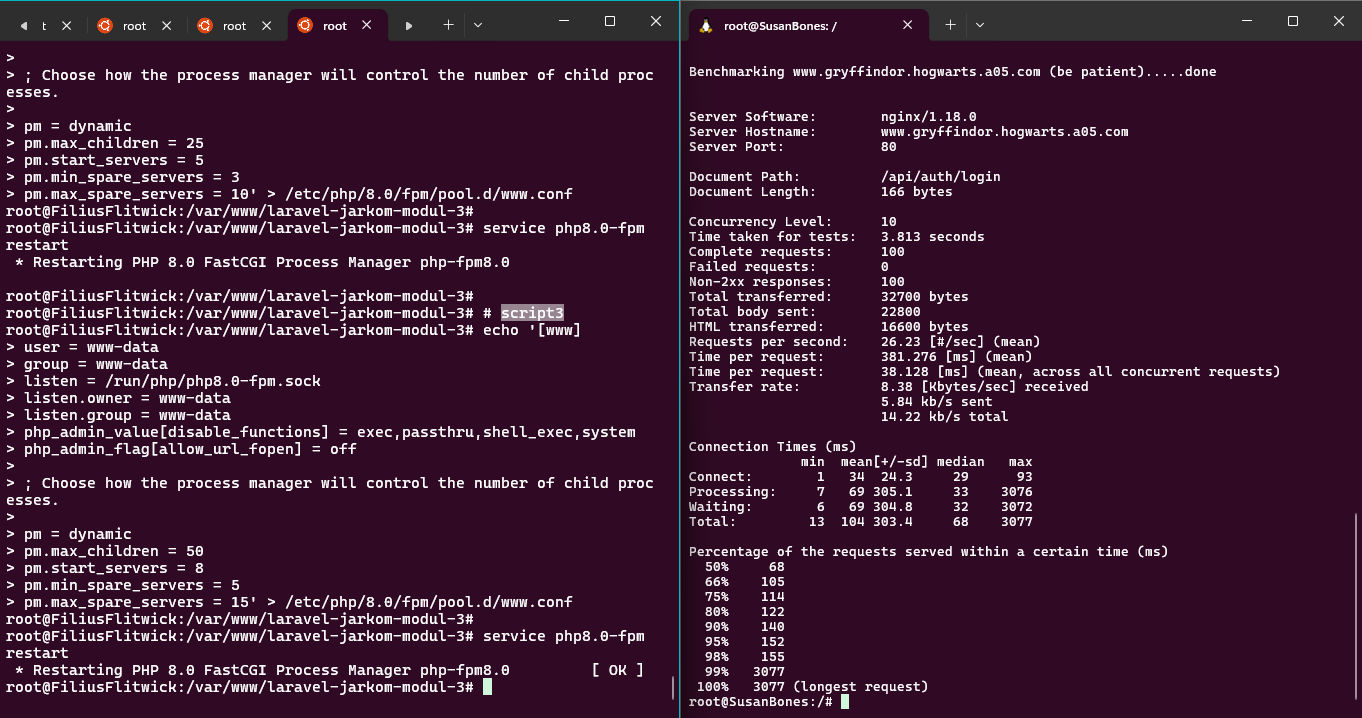 t root root root
>
> ; Choose how the process manager will control the number of child proc
esses.
>
> pm = dynamic
> pm.max_children = 25
> pm.start_servers = 5
> pm.min_spare_servers = 3
> pm.max_spare_servers = 10' > /etc/php/8.0/fpm/pool.d/www.conf
root@FiliusFlitwick:/var/www/laravel-jarkom-modul-3#
root@FiliusFlitwick:/var/www/laravel-jarkom-modul-3# service php8.0-fpm
restart
 * Restarting PHP 8.0 FastCGI Process Manager php-fpm8.0

root@FiliusFlitwick:/var/www/laravel-jarkom-modul-3#
root@FiliusFlitwick:/var/www/laravel-jarkom-modul-3# # script3
root@FiliusFlitwick:/var/www/laravel-jarkom-modul-3# echo '[www]
> user = www-data
> group = www-data
> listen = /run/php/php8.0-fpm.sock
> listen.owner = www-data
> listen.group = www-data
> php_admin_value[disable_functions] = exec,passthru,shell_exec,system
> php_admin_flag[allow_url_fopen] = off
>
> ; Choose how the process manager will control the number of child proc
esses.
>
> pm = dynamic
> pm.max_children = 50
> pm.start_servers = 8
> pm.min_spare_servers = 5
> pm.max_spare_servers = 15' > /etc/php/8.0/fpm/pool.d/www.conf
root@FiliusFlitwick:/var/www/laravel-jarkom-modul-3#
root@FiliusFlitwick:/var/www/laravel-jarkom-modul-3# service php8.0-fpm
restart
 * Restarting PHP 8.0 FastCGI Process Manager php-fpm8.0         [ OK ]
root@FiliusFlitwick:/var/www/laravel-jarkom-modul-3#
root@SusanBones: /
Benchmarking www.gryffindor.hogwarts.a05.com (be patient).....done

Server Software:        nginx/1.18.0
Server Hostname:        www.gryffindor.hogwarts.a05.com
Server Port:            80

Document Path:          /api/auth/login
Document Length:        166 bytes

Concurrency Level:      10
Time taken for tests:   3.813 seconds
Complete requests:      100
Failed requests:        0
Non-2xx responses:      100
Total transferred:      32700 bytes
Total body sent:        22800
HTML transferred:       16600 bytes
Requests per second:    26.23 [#/sec] (mean)
Time per request:       381.276 [ms] (mean)
Time per request:       38.128 [ms] (mean, across all concurrent requests)
Transfer rate:          8.38 [Kbytes/sec] received
                        5.84 kb/s sent
                        14.22 kb/s total

Connection Times (ms)
              min  mean[+/-sd] median   max
Connect:        1   34  24.3     29      93
Processing:     7   69 305.1     33    3076
Waiting:        6   69 304.8     32    3072
Total:         13  104 303.4     68    3077

Percentage of the requests served within a certain time (ms)
  50%     68
  66%    105
  75%    114
  80%    122
  90%    140
  95%    152
  98%    155
  99%   3077
 100%   3077 (longest request)
root@SusanBones:/#